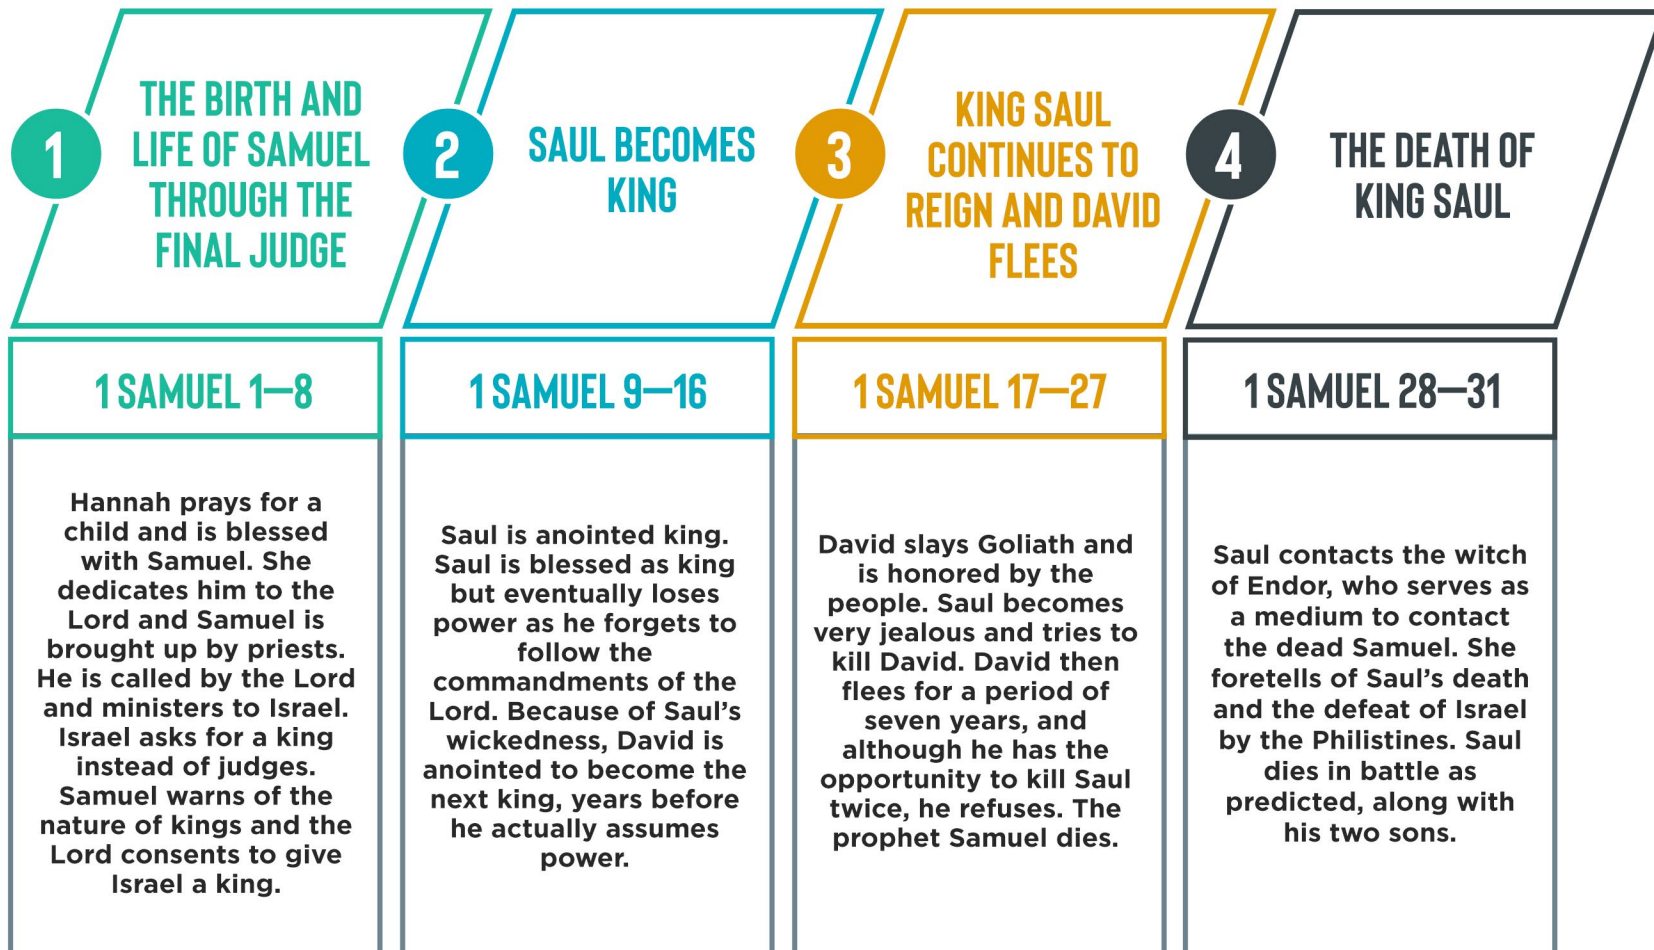 1
THE BIRTH AND
LIFE OF SAMUEL
THROUGH THE
FINAL JUDGE
1 SAMUEL 1—8
Hannah prays for a
child and is blessed
with Samuel. She
dedicates him to the
Lord and Samuel is
brought up by priests.
He is called by the Lord
and ministers to Israel.
Israel asks for a king
instead of judges.
Samuel warns of the
nature of kings and the
Lord consents to give
Israel a king.
2
SAUL BECOMES
KING
1 SAMUEL 9—16
Saul is anointed king.
Saul is blessed as king
but eventually loses
power as he forgets to
follow the
commandments of the
Lord. Because of Saul’s
wickedness, David is
anointed to become the
next king, years before
he actually assumes
power.
3
KING SAUL
CONTINUES TO
REIGN AND DAVID
FLEES
1 SAMUEL 17—27
David slays Goliath and
is honored by the
people. Saul becomes
very jealous and tries to
kill David. David then
flees for a period of
seven years, and
although he has the
opportunity to kill Saul
twice, he refuses. The
prophet Samuel dies.
4
THE DEATH OF
KING SAUL
1 SAMUEL 28—31
Saul contacts the witch
of Endor, who serves as
a medium to contact
the dead Samuel. She
foretells of Saul’s death
and the defeat of Israel
by the Philistines. Saul
dies in battle as
predicted, along with
his two sons.